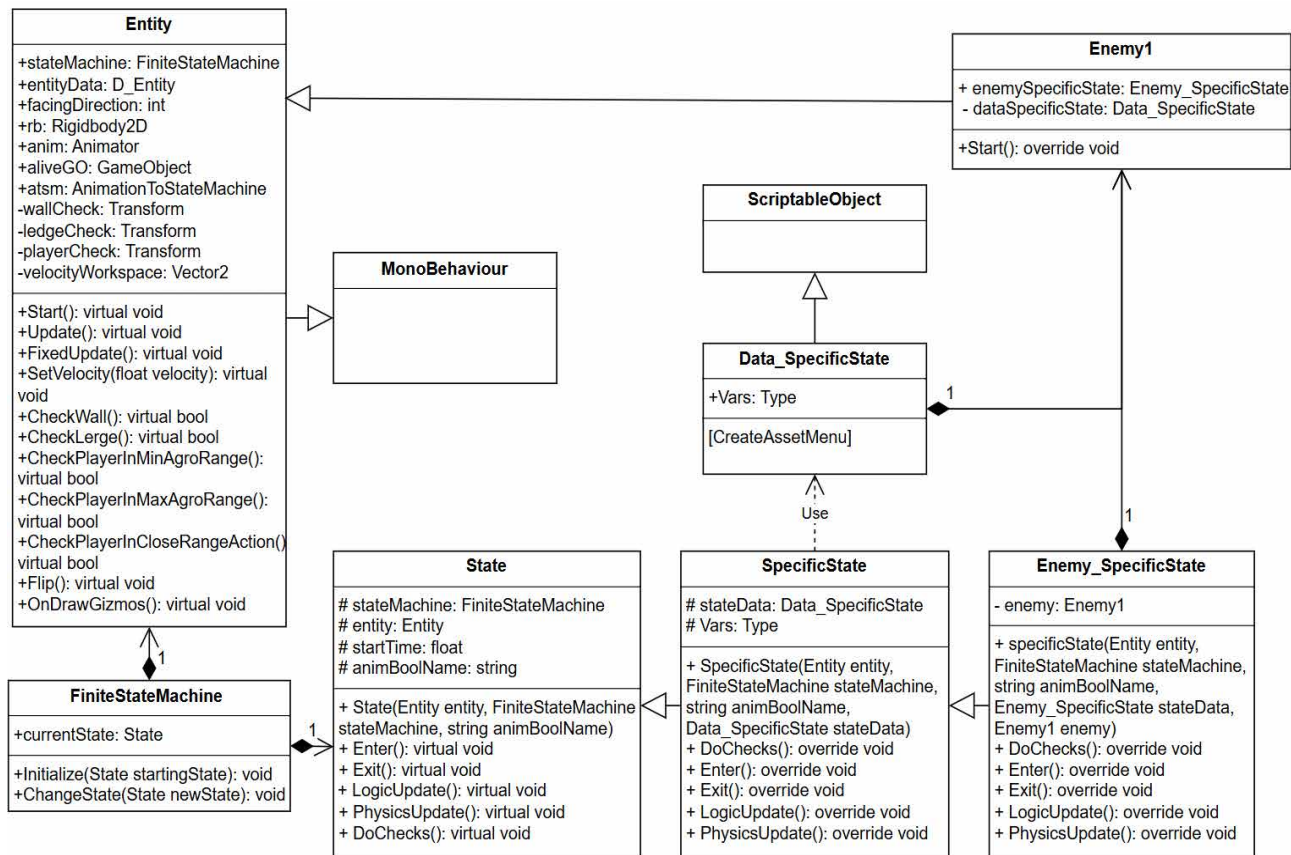 Entity
+stateMachine: FiniteStateMachine
+entityData: D_Entity
+facingDirection: int
+rb: Rigidbody2D
+anim: Animator
+aliveGO: GameObject
+atsm: AnimationToStateMachine
-wallCheck: Transform
-ledgeCheck: Transform
-playerCheck: Transform
-velocityWorkspace: Vector2
+Start(): virtual void
+Update(): virtual void
+FixedUpdate(): virtual void
+SetVelocity(float velocity): virtual
void
+CheckWall(): virtual bool
+CheckLerge(): virtual bool
+CheckPlayerInMinAgroRange():
virtual bool
+CheckPlayerInMaxAgroRange():
virtual bool
+CheckPlayerInCloseRangeAction()
virtual bool
+Flip(): virtual void
+OnDrawGizmos(): virtual void
MonoBehaviour
Enemy1
+ enemySpecificState: Enemy_SpecificState
- dataSpecificState: Data_SpecificState
+Start(): override void
ScriptableObject
Data_SpecificState
+Vars: Type
[CreateAssetMenu]
1
Use
1
1
FiniteStateMachine
+currentState: State
+Initialize(State startingState): void
+ChangeState(State newState): void
1
State
# stateMachine: FiniteStateMachine
# entity: Entity
# startTime: float
# animBoolName: string
+ State(Entity entity, FiniteStateMachine
stateMachine, string animBoolName)
+ Enter(): virtual void
+ Exit(): virtual void
+ LogicUpdate(): virtual void
+ PhysicsUpdate(): virtual void
+ DoChecks(): virtual void
SpecificState
# stateData: Data_SpecificState
# Vars: Type
+ SpecificState(Entity entity,
FiniteStateMachine stateMachine,
string animBoolName,
Data_SpecificState stateData)
+ DoChecks(): override void
+ Enter(): override void
+ Exit(): override void
+ LogicUpdate(): override void
+ PhysicsUpdate(): override void
Enemy_SpecificState
- enemy: Enemy1
+ specificState(Entity entity,
FiniteStateMachine stateMachine,
string animBoolName,
Enemy_SpecificState stateData,
Enemy1 enemy)
+ DoChecks(): override void
+ Enter(): override void
+ Exit(): override void
+ LogicUpdate(): override void
+ PhysicsUpdate(): override void